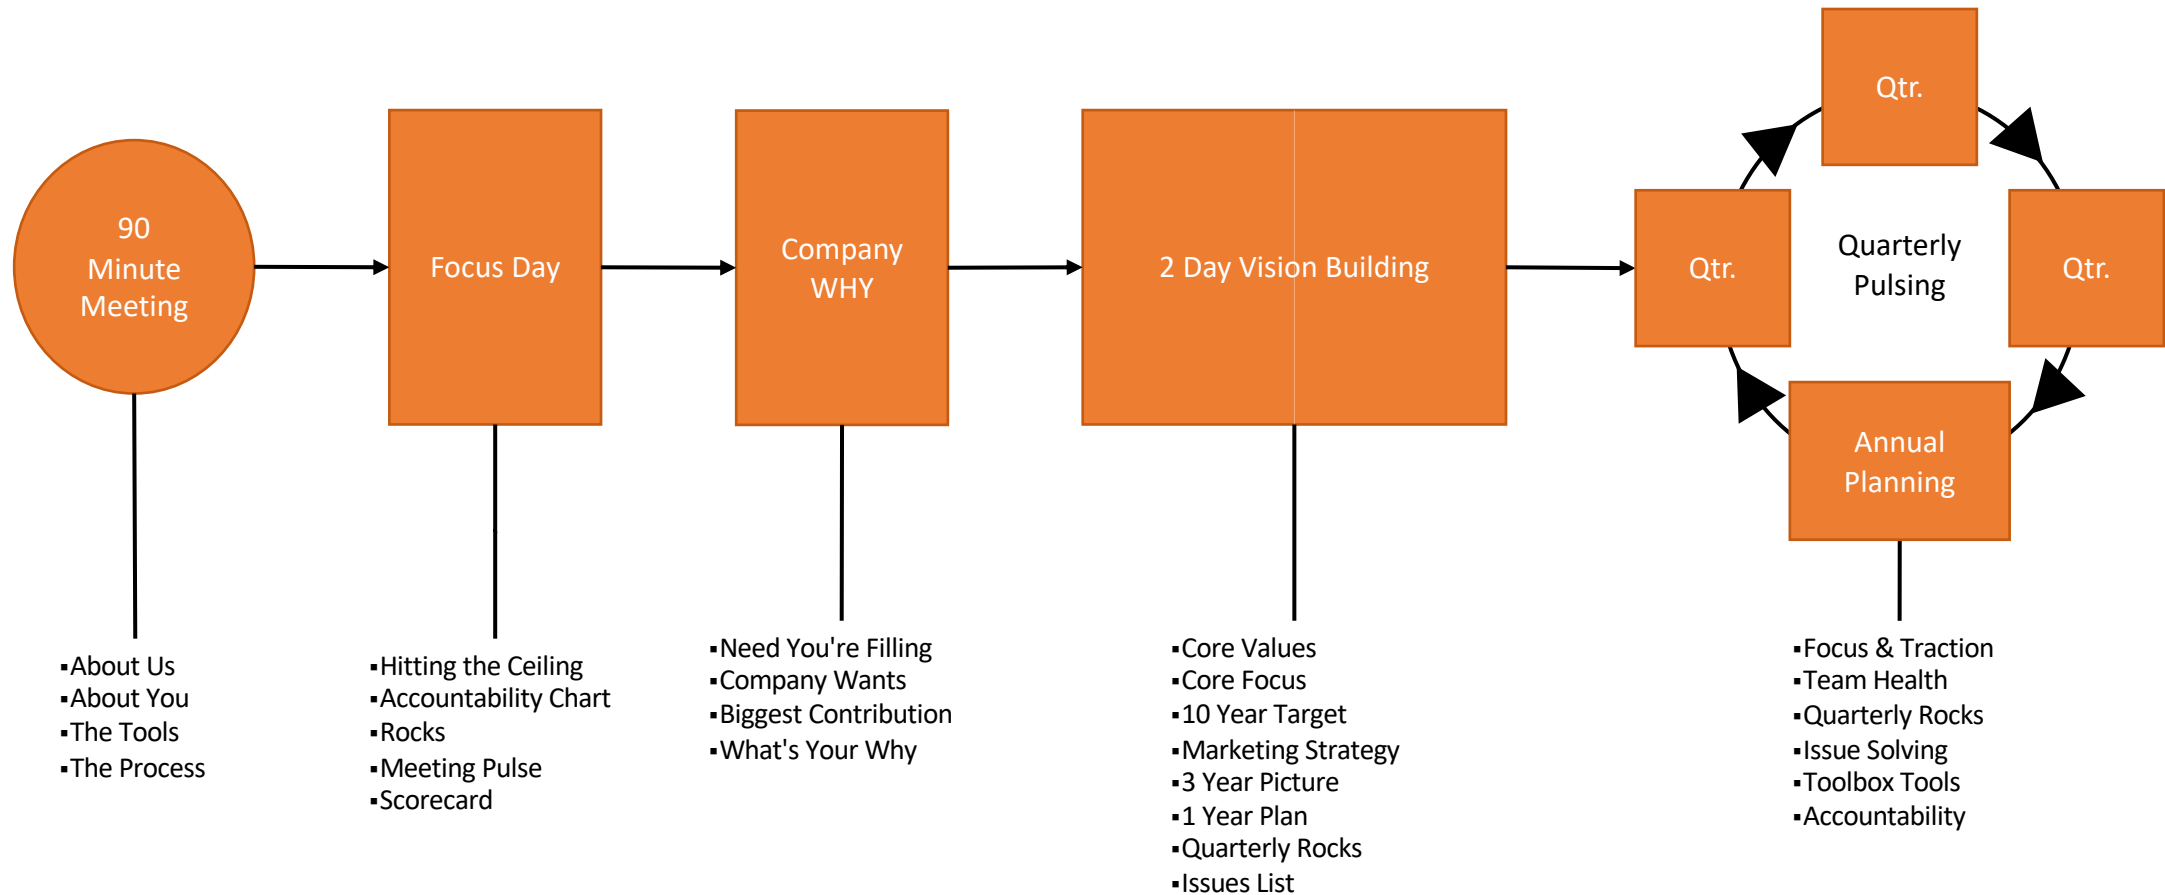 90
Minute
Meeting
Focus Day
Company
WHY
2 Day Vision Building
Qtr.
Qtr.
Quarterly
Pulsing
Qtr.
Annual
Planning
▪About Us
▪About You
▪The Tools
▪The Process
▪Hitting the Ceiling
▪Accountability Chart
▪Rocks
▪Meeting Pulse
▪Scorecard
▪Need You're Filling
▪Company Wants
▪Biggest Contribution
▪What's Your Why
▪Core Values
▪Core Focus
▪10 Year Target
▪Marketing Strategy
▪3 Year Picture
▪1 Year Plan
▪Quarterly Rocks
▪Issues List
▪Focus & Traction
▪Team Health
▪Quarterly Rocks
▪Issue Solving
▪Toolbox Tools
▪Accountability